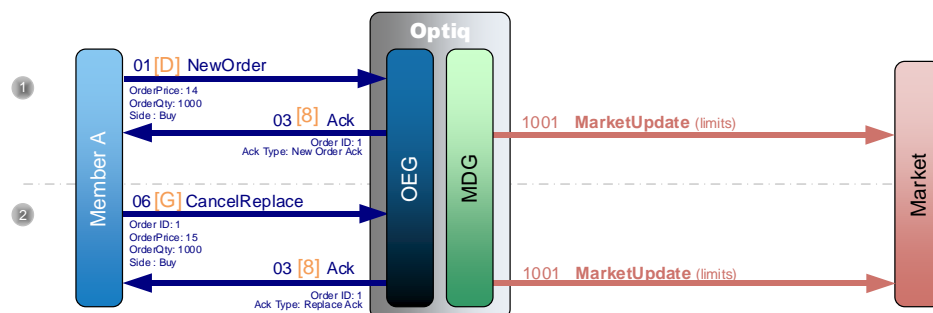 Optiq
1
01 [D] NewOrder
OrderPrice: 14
OrderQty: 1000
Side : Buy
03 [8] Ack
Order ID: 1
Ack Type: New Order Ack
1001 MarketUpdate (limits)
Member A
OEG
MDG
Market
2
06 [G] CancelReplace
Order ID: 1
OrderPrice: 15
OrderQty: 1000
Side : Buy
03 [8] Ack
Order ID: 1
Ack Type: Replace Ack
1001 MarketUpdate (limits)